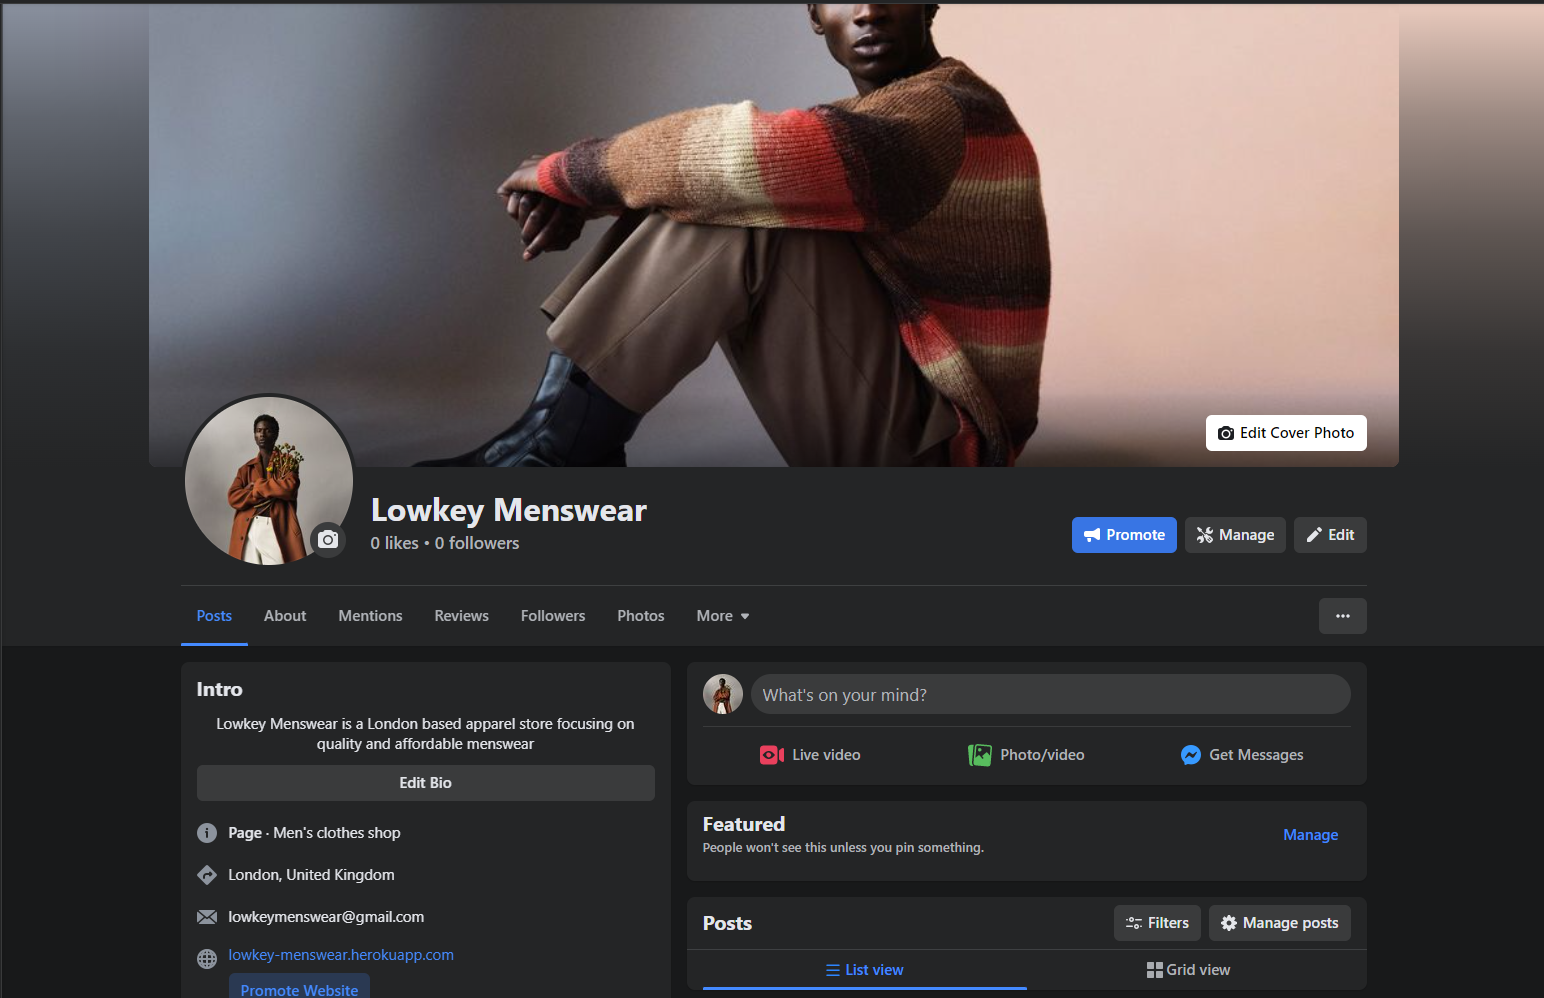 Edit Cover Photo
Lowkey Menswear
0 likes • 0 followers
Promote
Manage
Edit
Posts
About
Mentions
Reviews
Followers
Photos
More
Intro
Lowkey Menswear is a London based apparel store focusing on
quality and affordable menswear
Edit Bio
Page · Men's clothes shop
London, United Kingdom
lowkeymenswear@gmail.com
lowkey-menswear.herokuapp.com
Promote Website
What's on your mind?
Live video
Photo/video
Get Messages
Featured
People won't see this unless you pin something.
Manage
Posts
Filters
Manage posts
List view
Grid view